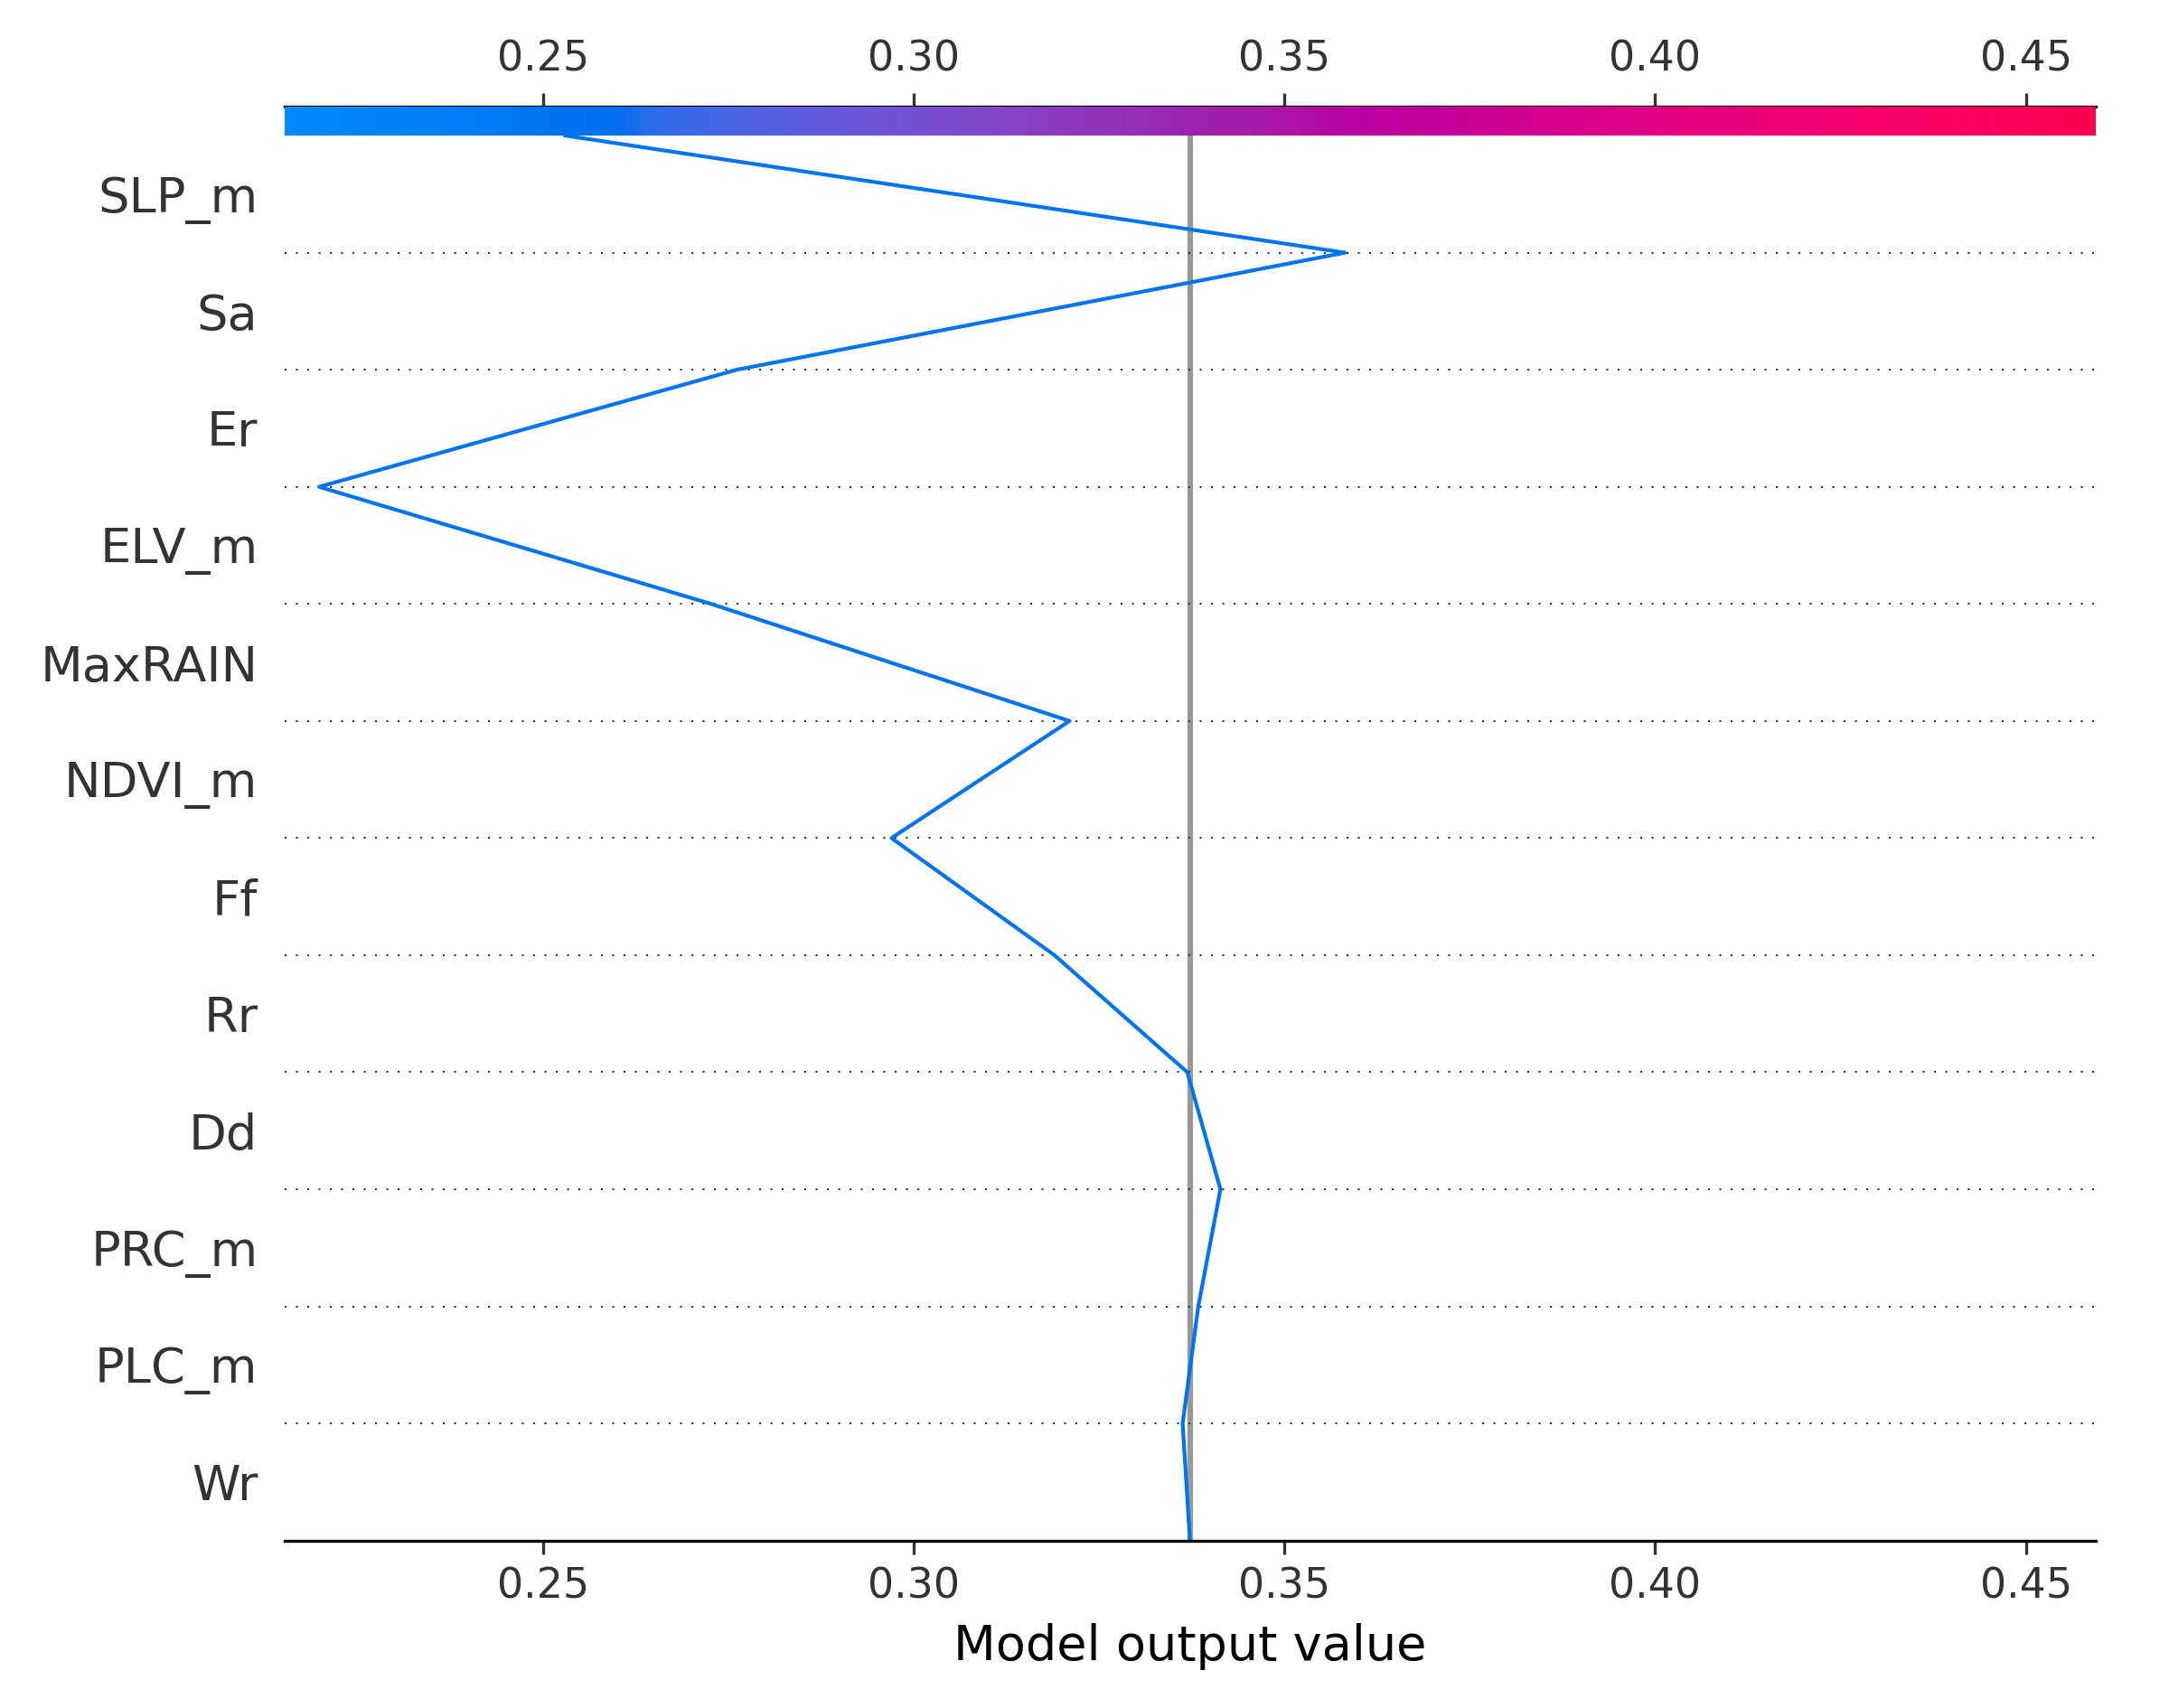 0.25 0.30 0.35 0.40 0.45
SLP_m
Sa
Er
ELV_m
MaxRAIN
NDVI_m
Ff
Rr
Dd
PRC_m
PLC_m
Wr
0.25 0.30 0.35 0.40 0.45
Model output value